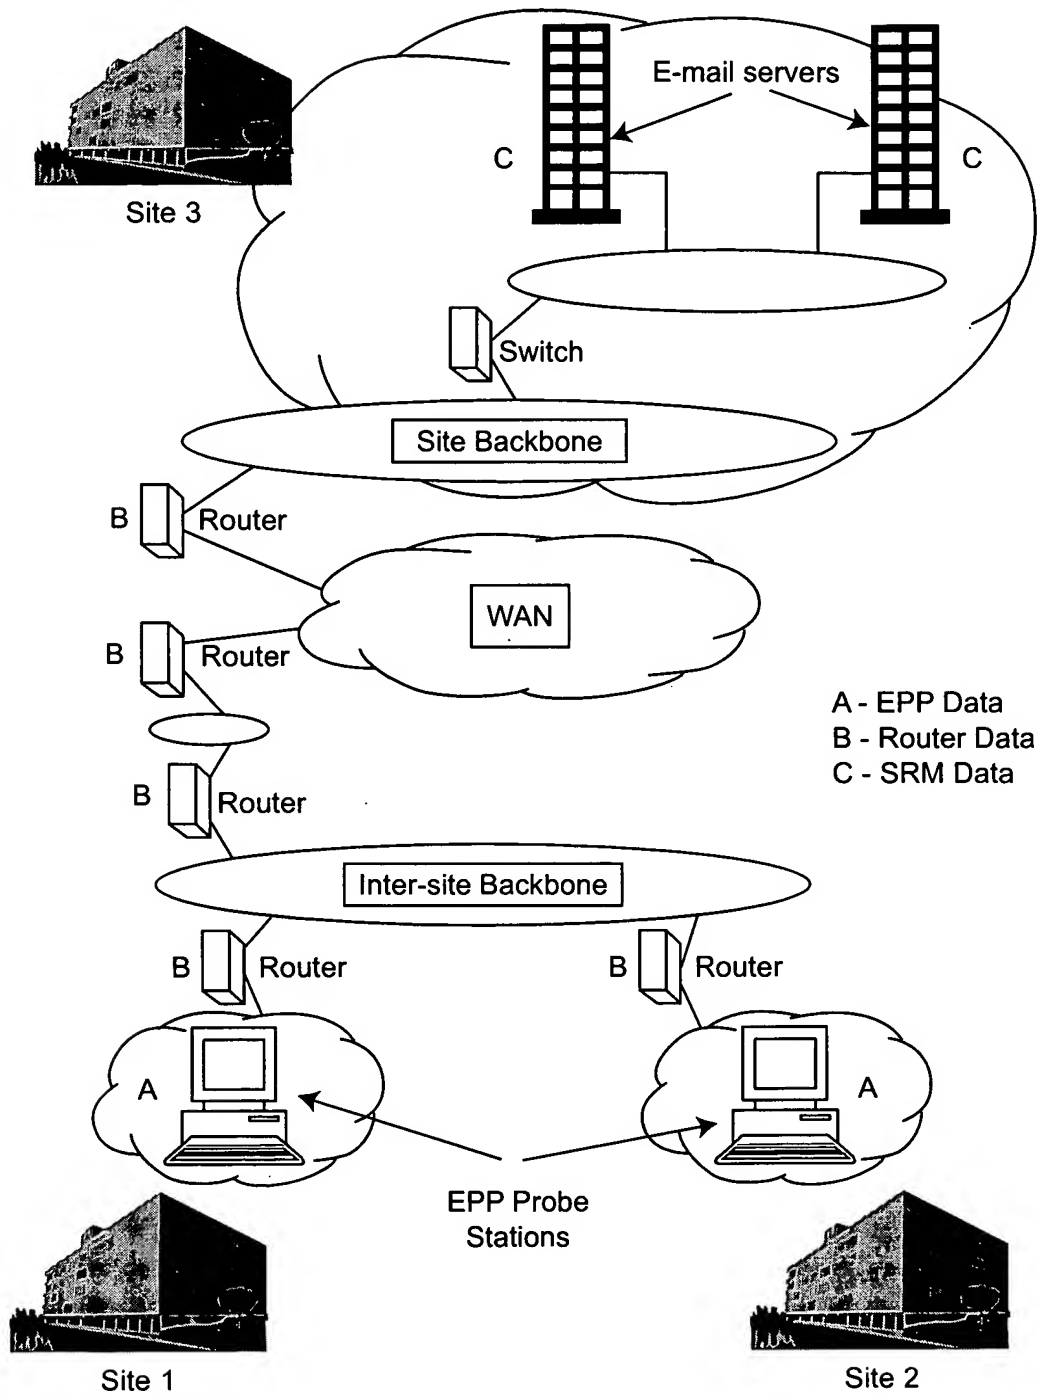 E-mail servers
C
C
Site 3
Switch
Site Backbone
B
Router
WAN
B
Router
A - EPP Data
B - Router Data
C - SRM Data
B
Router
Inter-site Backbone
B
Router
B
Router
A
A
EPP Probe
Stations
Site 1
Site 2